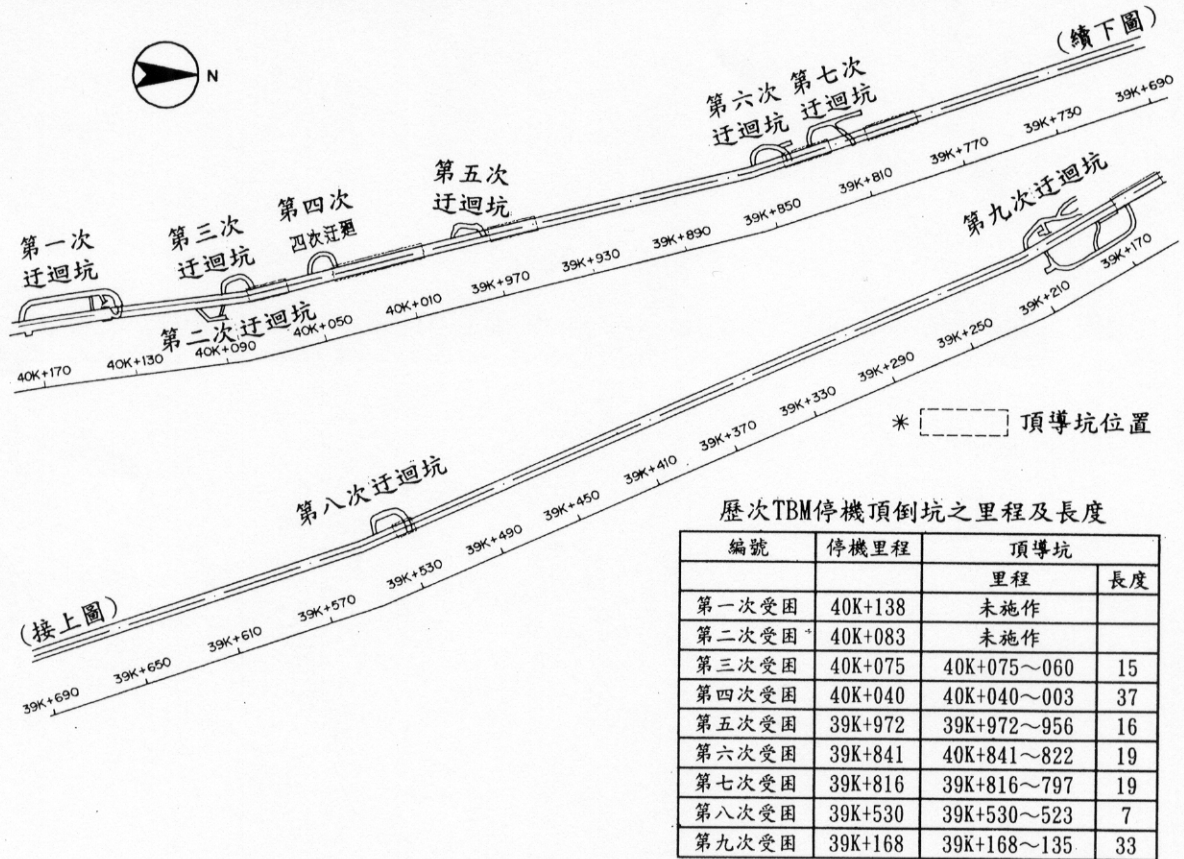 N
(續下圖)
第一次
迂迴坑
第三次
迂迴坑
第二次迂迴坑
第四次
四次迂迴
第五次
迂迴坑
第六次
迂迴坑
第七次
迂迴坑
40K+170
40K+130
40K+090
40K+050
40K+010
39K+970
39K+930
39K+890
39K+850
39K+810
39K+770
39K+730
39K+690
第九次迂迴坑
第八次迂迴坑
(接上圖)
39K+690
39K+650
39K+610
39K+570
39K+530
39K+490
39K+450
39K+410
39K+370
39K+330
39K+290
39K+250
39K+210
39K+170
* 頂導坑位置
歷次TBM停機頂倒坑之里程及長度
編號 停機里程 頂導坑
里程 長度
第一次受困 40K+138 未施作
第二次受困 40K+083 未施作
第三次受困 40K+075 40K+075～060 15
第四次受困 40K+040 40K+040～003 37
第五次受困 39K+972 39K+972～956 16
第六次受困 39K+841 40K+841～822 19
第七次受困 39K+816 39K+816～797 19
第八次受困 39K+530 39K+530～523 7
第九次受困 39K+168 39K+168～135 33